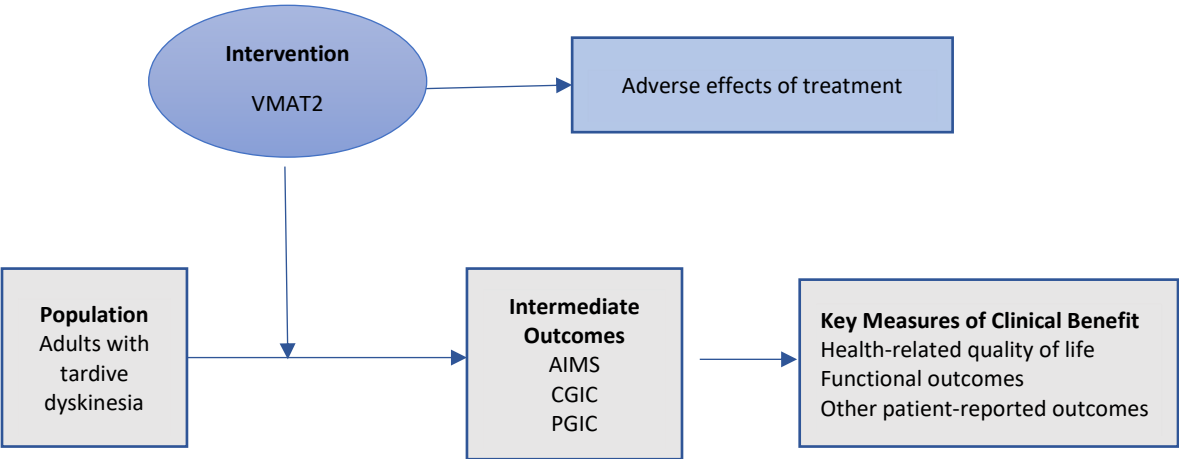 Intervention
VMAT2
Adverse effects of treatment
Population
Adults with
tardive
dyskinesia
Intermediate
Outcomes
AIMS
CGIC
PGIC
Key Measures of Clinical Benefit
Health-related quality of life
Functional outcomes
Other patient-reported outcomes